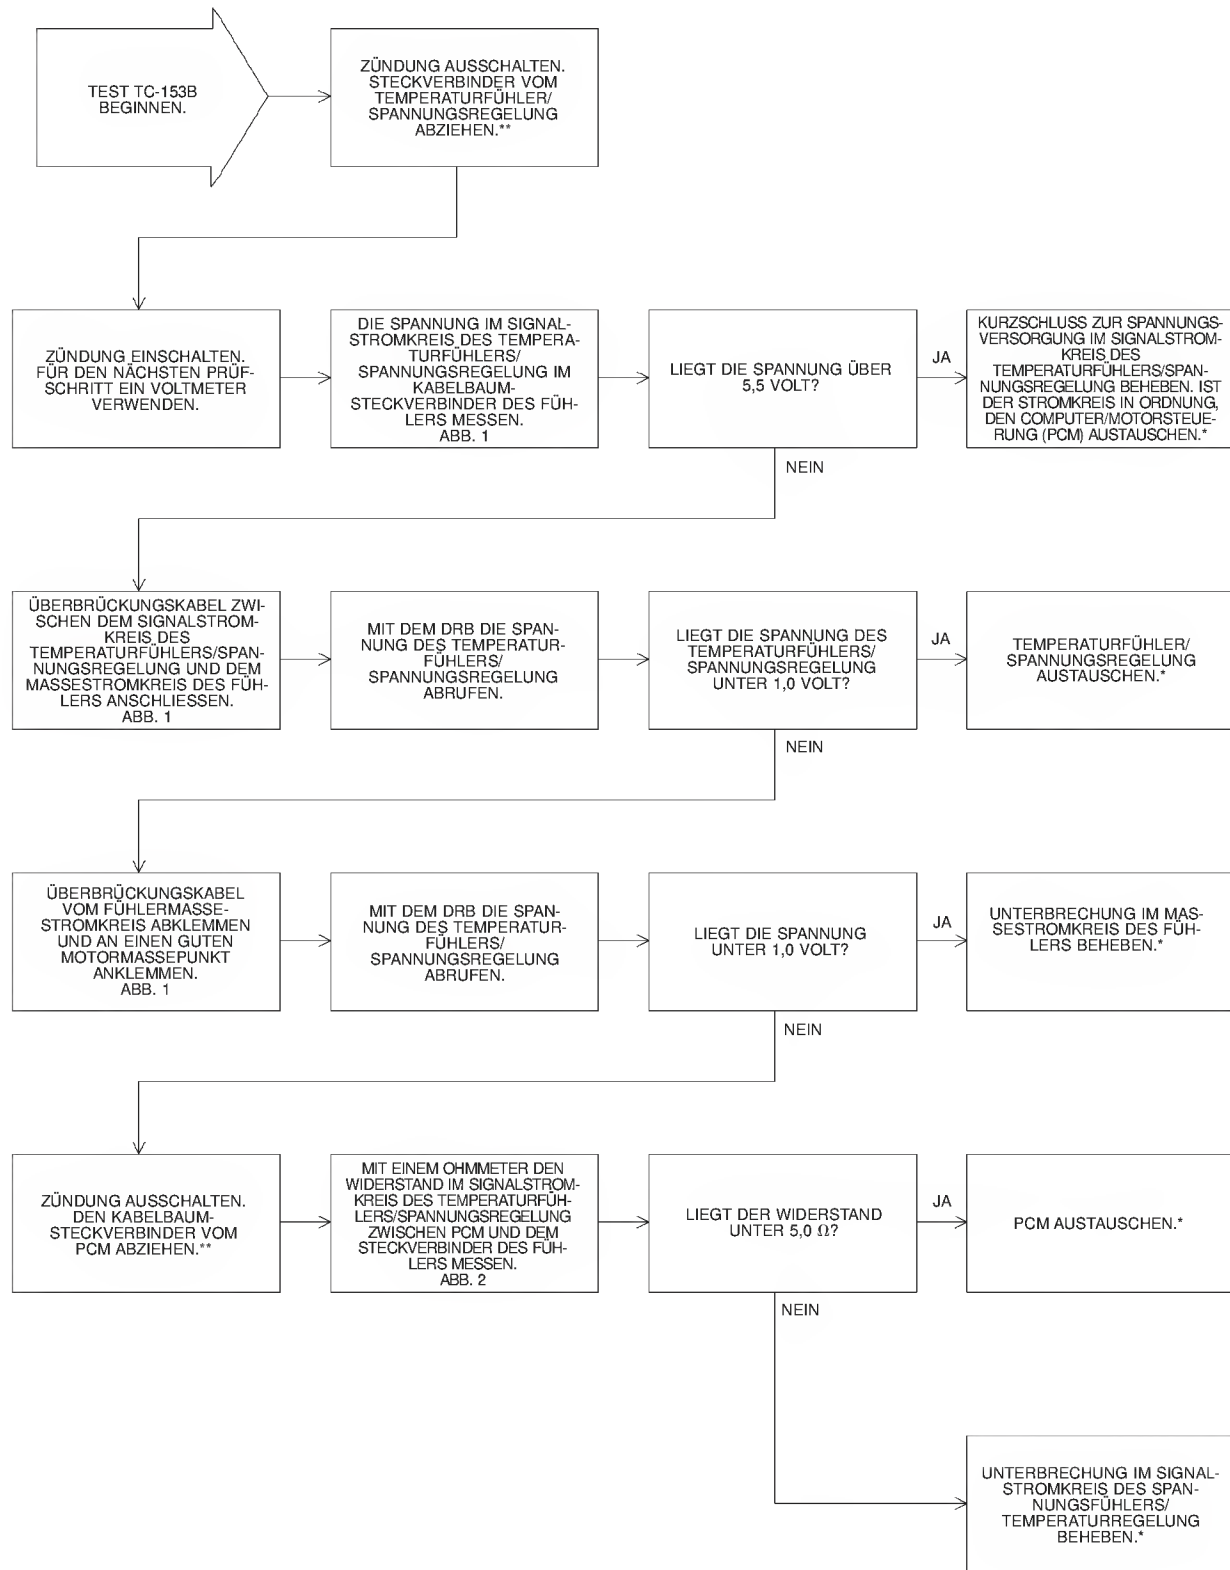 TEST TC-153B
BEGINNEN.
ZÜNDUNG AUSSCHALTEN.
STECKVERBINDER VOM
TEMPERATURFÜHLER/
SPANNUNGSREGELUNG
ABZIEHEN.**
ZÜNDUNG EINSCHALTEN.
FÜR DEN NÄCHSTEN PRÜF-
SCHRITT EIN VOLTMETER
VERWENDEN.
DIE SPANNUNG IM SIGNAL-
STROMKREIS DES TEMPERA-
TURFÜHLERS/
SPANNUNGSREGELUNG IM
KABELBAUM-
STECKVERBINDER DES FÜH-
LERS MESSEN.
ABB. 1
LIEGT DIE SPANNUNG ÜBER
5,5 VOLT?
JA
KURZSCHLUSS ZUR SPANNUNGS-
VERSORGUNG IM SIGNALSTROM-
KREIS DES
TEMPERATURFÜHLERS/SPAN-
NUNGSREGELUNG BEHEBEN. IST
DER STROMKREIS IN ORDNUNG,
DEN COMPUTER/MOTORSTEUE-
RUNG (PCM) AUSTAUSCHEN.*
NEIN
ÜBERBRÜCKUNGSKABEL ZWI-
SCHEN DEM SIGNALSTROM-
KREIS DES
TEMPERATURFÜHLERS/SPAN-
NUNGSREGELUNG UND DEM
MASSESTROMKREIS DES FÜH-
LERS ANSCHLIESSEN.
ABB. 1
MIT DEM DRB DIE SPAN-
NUNG DES TEMPERATUR-
FÜHLERS/
SPANNUNGSREGELUNG
ABRUFEN.
LIEGT DIE SPANNUNG DES
TEMPERATURFÜHLERS/
SPANNUNGSREGELUNG
UNTER 1,0 VOLT?
JA
TEMPERATURFÜHLER/
SPANNUNGSREGELUNG
AUSTAUSCHEN.*
NEIN
ÜBERBRÜCKUNGSKABEL
VOM FÜHLERMASSE-
STROMKREIS ABKLEMMEN
UND AN EINEN GUTEN
MOTORMASSEPUNKT
ANKLEMMEN.
ABB. 1
MIT DEM DRB DIE SPAN-
NUNG DES TEMPERATUR-
FÜHLERS/
SPANNUNGSREGELUNG
ABRUFEN.
LIEGT DIE SPANNUNG
UNTER 1,0 VOLT?
JA
UNTERBRECHUNG IM MAS-
SESTROMKREIS DES FÜH-
LERS BEHEBEN.*
NEIN
ZÜNDUNG AUSSCHALTEN.
DEN KABELBAUM-
STECKVERBINDER VOM
PCM ABZIEHEN.**
MIT EINEM OHMMETER DEN
WIDERSTAND IM SIGNALSTROM-
KREIS DES TEMPERATURFÜH-
LERS/SPANNUNGSREGELUNG
ZWISCHEN PCM UND DEM
STECKVERBINDER DES FÜH-
LERS MESSEN.
ABB. 2
LIEGT DER WIDERSTAND
UNTER 5,0 Ω?
JA
PCM AUSTAUSCHEN.*
NEIN
UNTERBRECHUNG IM SIGNAL-
STROMKREIS DES SPAN-
NUNGSFÜHLERS/
TEMPERATURREGELUNG
BEHEBEN.*